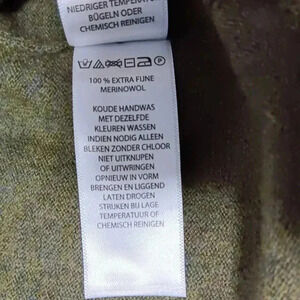 NIEDRIGER TEMPERATUR
BÜGELN ODER
CHEMISCH REINIGEN
100 % EXTRA FIJNE
MERINOWOL
KOUDE HANDWAS
MET DEZELFDE
KLEUREN WASSEN
INDIEN NODIG ALLEEN
BLEKEN ZONDER CHLOOR
NIET UITKNIJPEN
OF UITWRINGEN
OPNIEUW IN VORM
BRENGEN EN LIGGEND
LATEN DROGEN
STRIJKEN BIJ LAGE
TEMPERATUUR OF
CHEMISCH REINIGEN